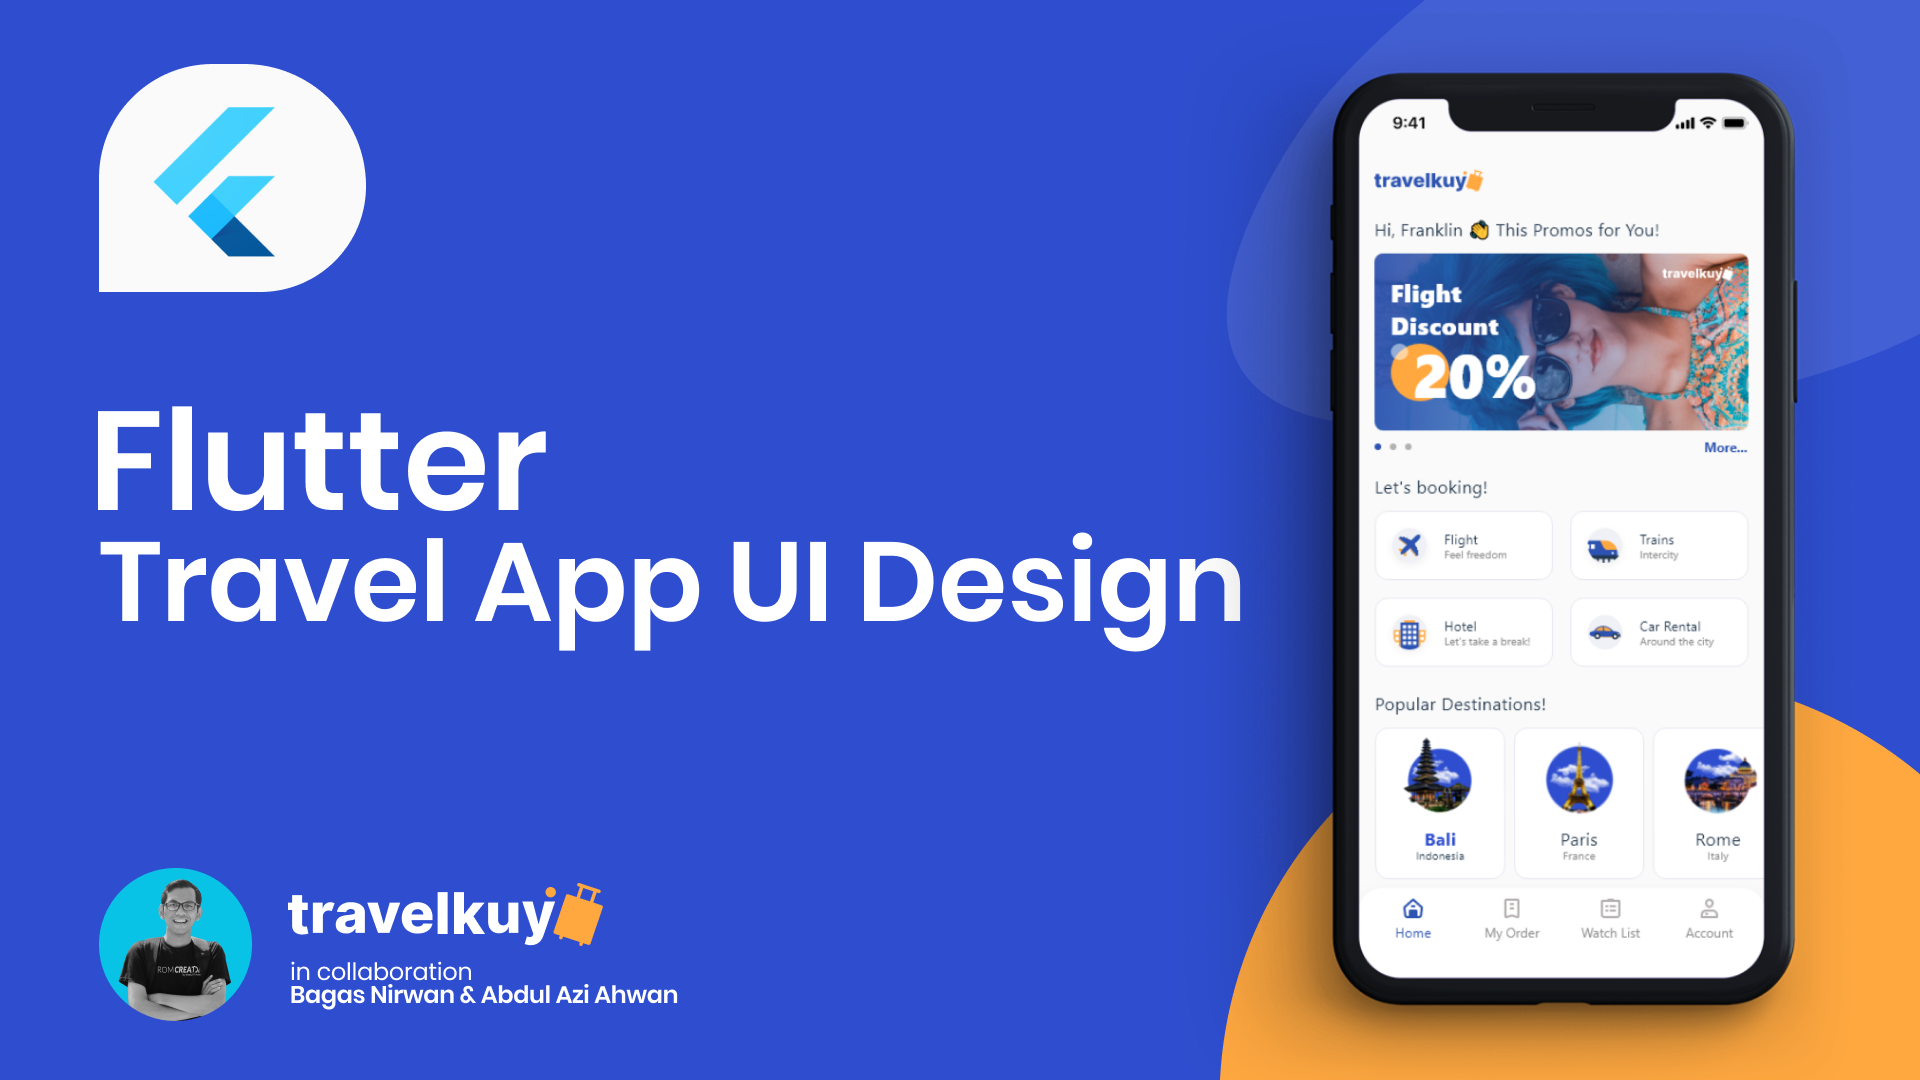 Flutter
Travel App UI Design
travelkuy
in collaboration
Bagas Nirwan & Abdul Azi Ahwan
9:41
travelkuy
Hi, Franklin 👏 This Promos for You!
travelkuy
Flight
Discount
20%
More...
Let's booking!
Flight
Feel freedom
Trains
Intercity
Hotel
Let's take a break!
Car Rental
Around the city
Popular Destinations!
Bali
Indonesia
Paris
France
Rome
Italy
Home
My Order
Watch List
Account